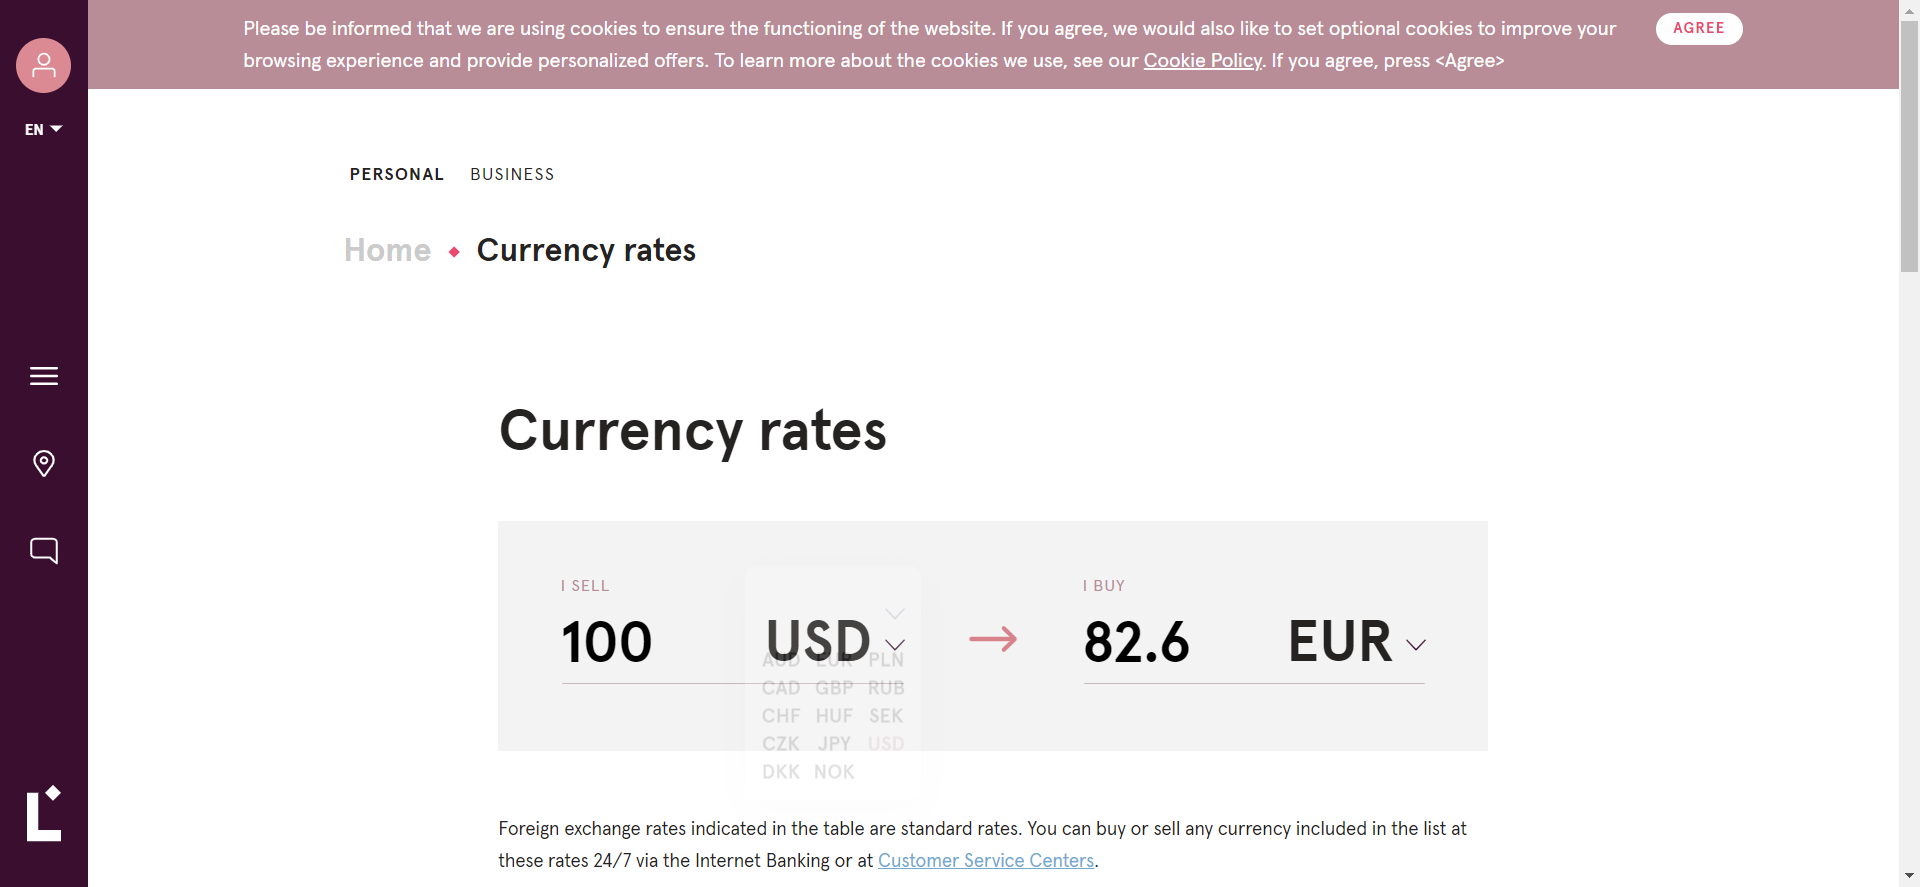 Please be informed that we are using cookies to ensure the functioning of the website. If you agree, we would also like to set optional cookies to improve your
browsing experience and provide personalized offers. To learn more about the cookies we use, see our Cookie Policy. If you agree, press <Agree>
AGREE
EN
PERSONAL BUSINESS
Home Currency rates
Currency rates
I SELL
100 USD
I BUY
82.6 EUR
AUD EUR PLN
CAD GBP RUB
CHF HUF SEK
CZK JPY USD
DKK NOK
Foreign exchange rates indicated in the table are standard rates. You can buy or sell any currency included in the list at
these rates 24/7 via the Internet Banking or at Customer Service Centers.
L